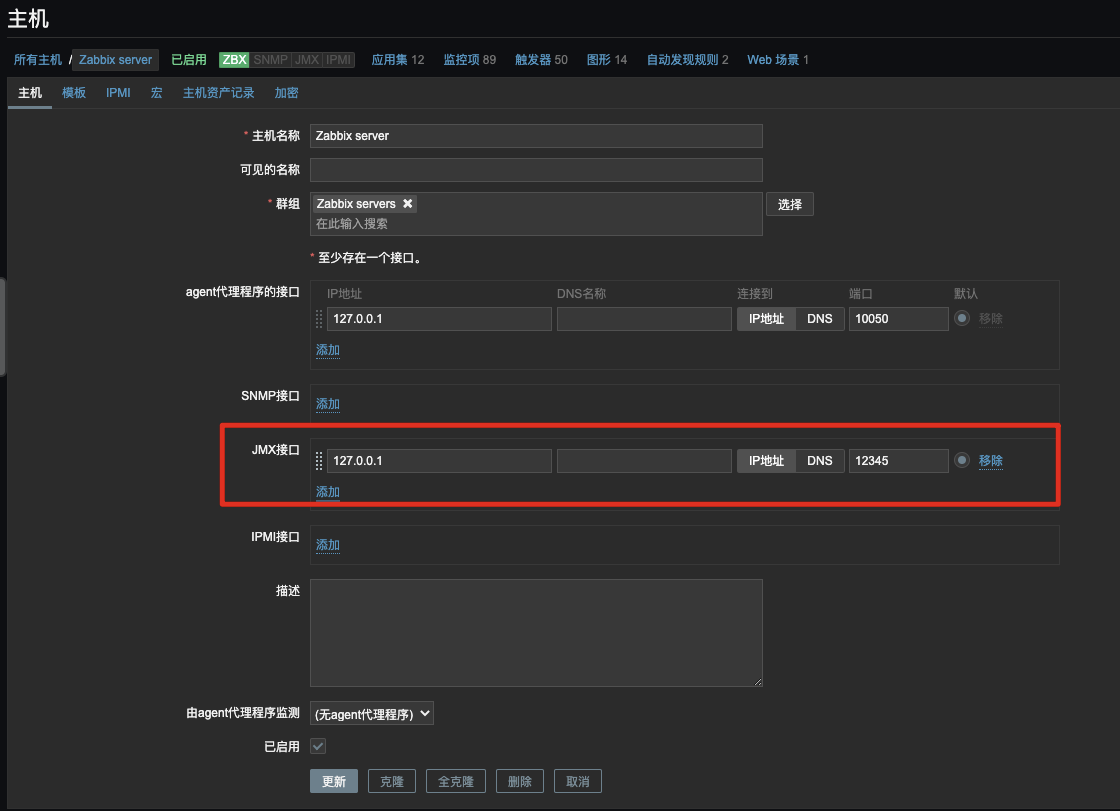 主机
所有主机 / Zabbix server 已启用 ZBX SNMP JMX IPMI 应用集 12 监控项 89 触发器 50 图形 14 自动发现规则 2 Web 场景 1
主机 模板 IPMI 宏 主机资产记录 加密
* 主机名称 Zabbix server
可见的名称
* 群组 Zabbix servers ✖ 选择
在此输入搜索
* 至少存在一个接口。
agent代理程序的接口 IP地址 DNS名称 连接到 端口 默认
127.0.0.1 IP地址 DNS 10050 移除
添加
SNMP接口 添加
JMX接口 127.0.0.1 IP地址 DNS 12345 移除
添加
IPMI接口 添加
描述
由agent代理程序监测 (无agent代理程序)
已启用
更新 克隆 全克隆 删除 取消